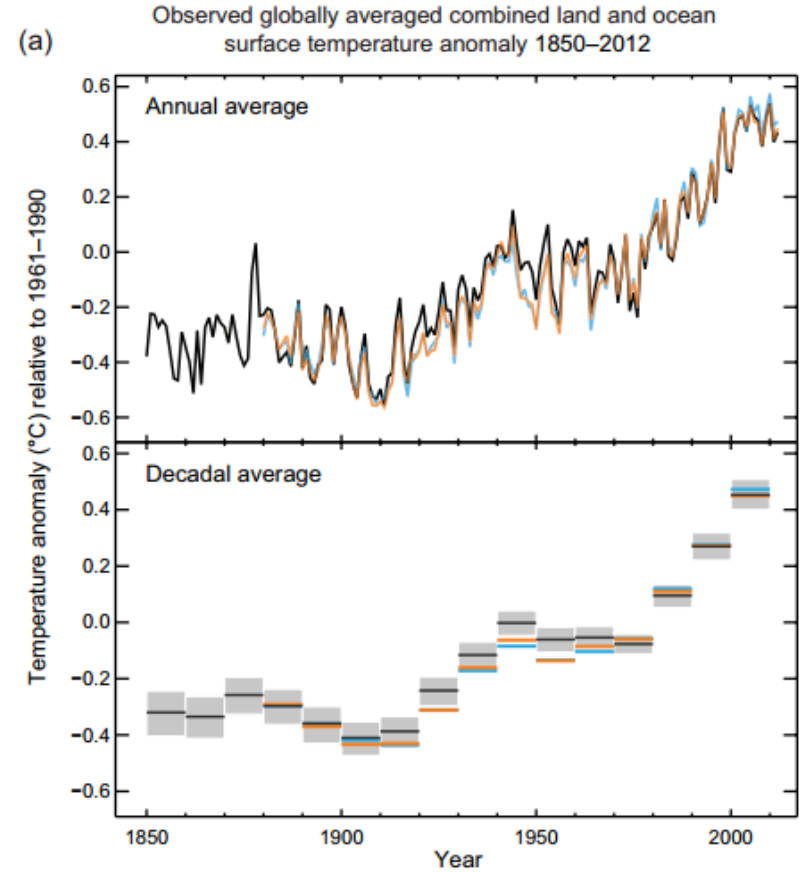 Observed globally averaged combined land and ocean
surface temperature anomaly 1850–2012
(a)
Temperature anomaly (°C) relative to 1961–1990
Annual average
0.6
0.4
0.2
0.0
−0.2
−0.4
−0.6
Decadal average
0.6
0.4
0.2
0.0
−0.2
−0.4
−0.6
1850
1900
1950
2000
Year